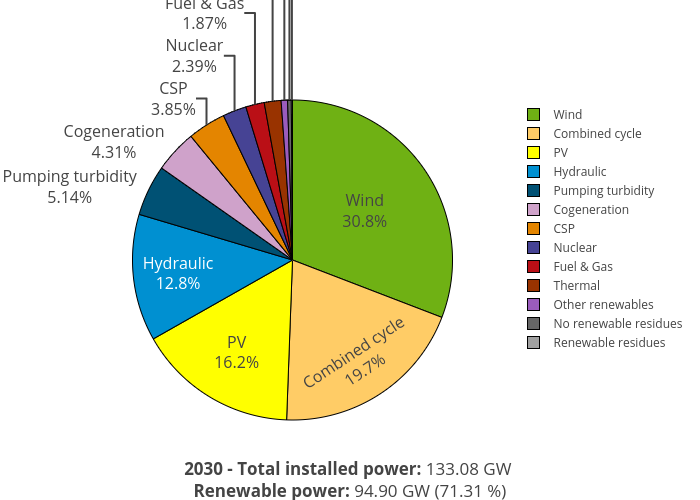 Fuel & Gas
1.87%
Nuclear
2.39%
CSP
3.85%
Cogeneration
4.31%
Pumping turbidity
5.14%
Wind
30.8%
Hydraulic
12.8%
PV
16.2%
Combined cycle
19.7%
Wind
Combined cycle
PV
Hydraulic
Pumping turbidity
Cogeneration
CSP
Nuclear
Fuel & Gas
Thermal
Other renewables
No renewable residues
Renewable residues
2030 - Total installed power: 133.08 GW
Renewable power: 94.90 GW (71.31 %)